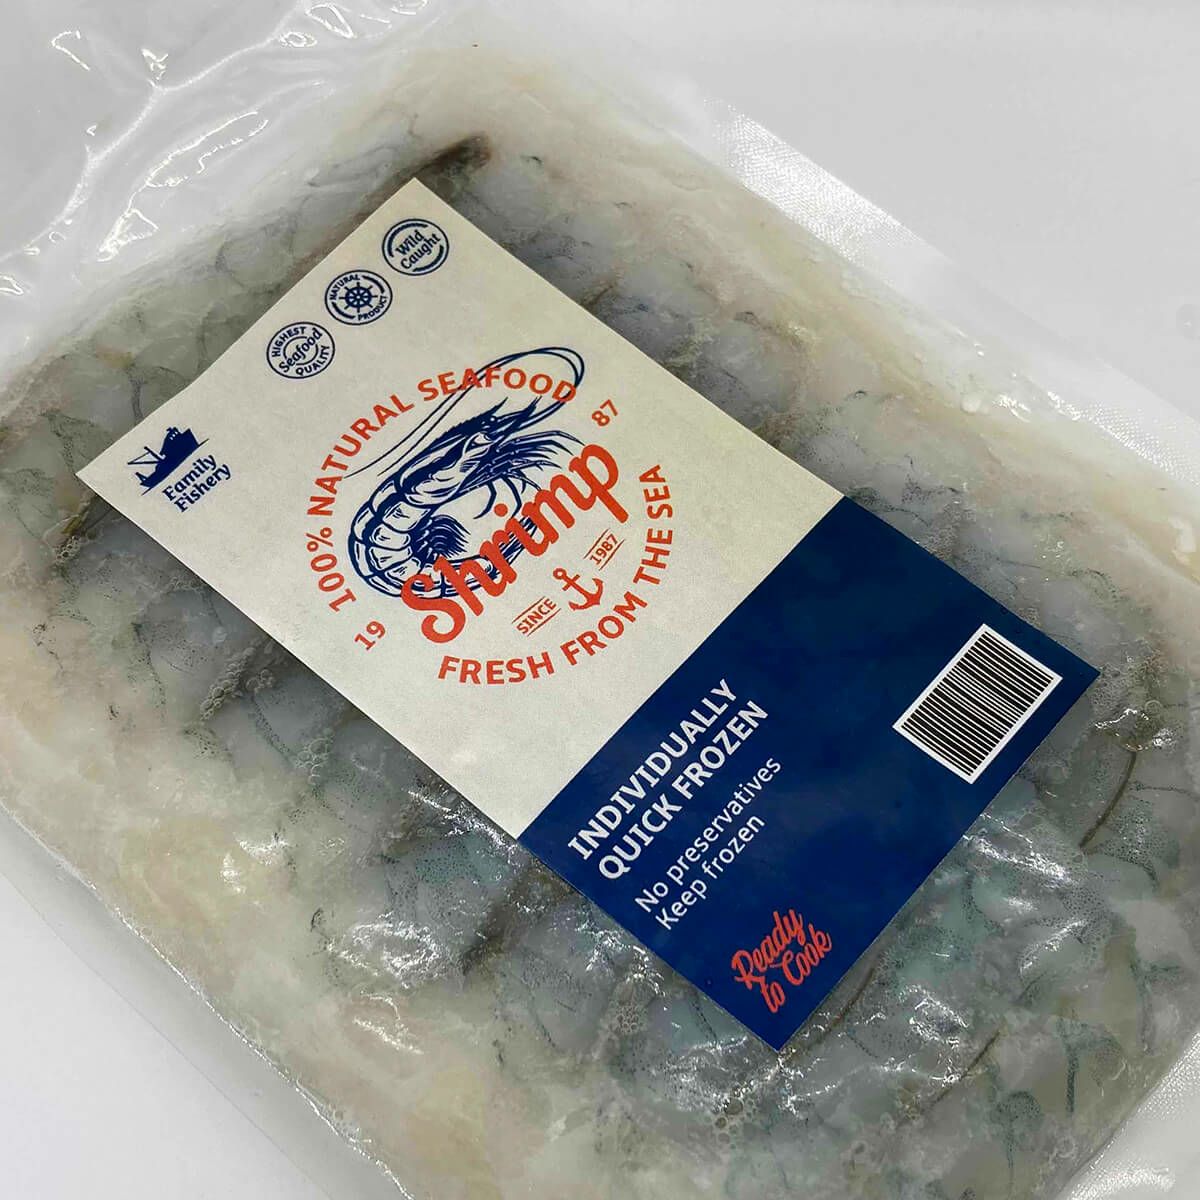 Wild
Caught
NATURAL
PRODUCT
HIGHEST
Seafood
QUALITY
Family
Fishery
100% NATURAL SEAFOOD
19 87
Shrimp
SINCE 1987
FRESH FROM THE SEA
INDIVIDUALLY
QUICK FROZEN
No preservatives
Keep frozen
Ready
to Cook